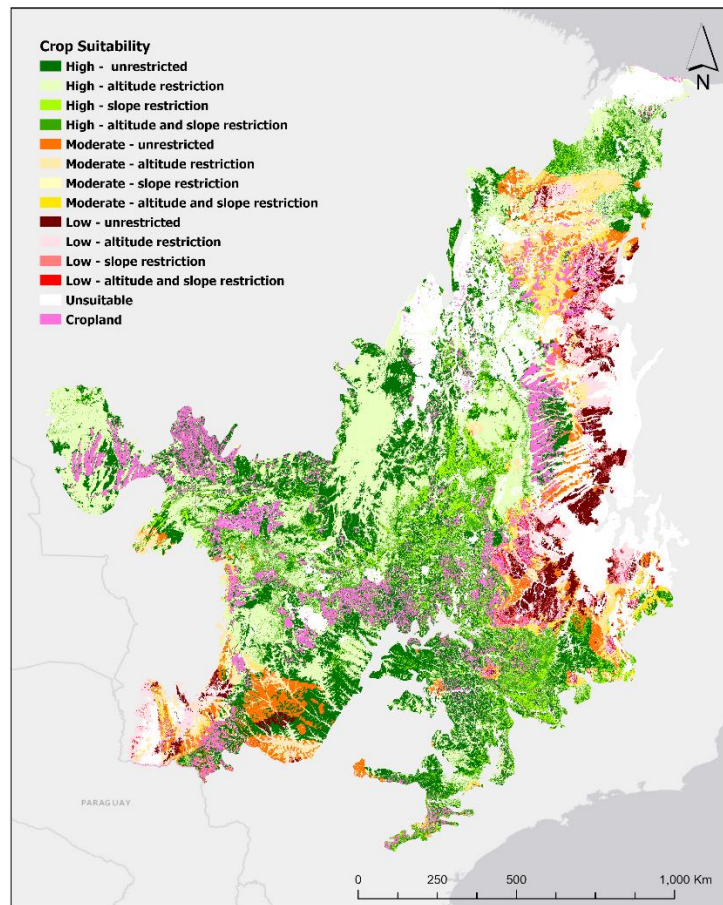 Crop Suitability
High -  unrestricted
High - altitude restriction
High - slope restriction
High - altitude and slope restriction
Moderate - unrestricted
Moderate - altitude restriction
Moderate - slope restriction
Moderate - altitude and slope restriction
Low - unrestricted
Low - altitude restriction
Low - slope restriction
Low - altitude and slope restriction
Unsuitable
Cropland
N
PARAGUAY
0 250 500 1,000 Km